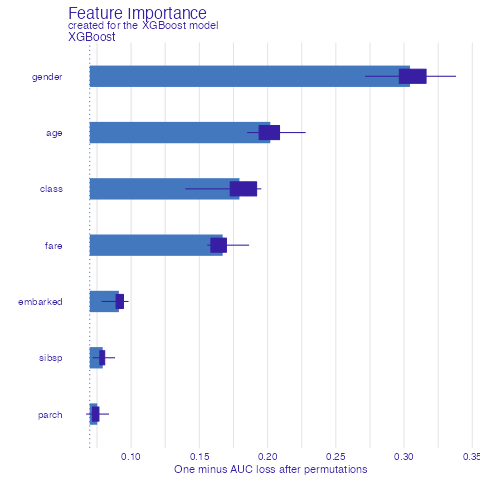 Feature Importance
created for the XGBoost model
XGBoost
gender
age
class
fare
embarked
sibsp
parch
0.10 0.15 0.20 0.25 0.30 0.35
One minus AUC loss after permutations